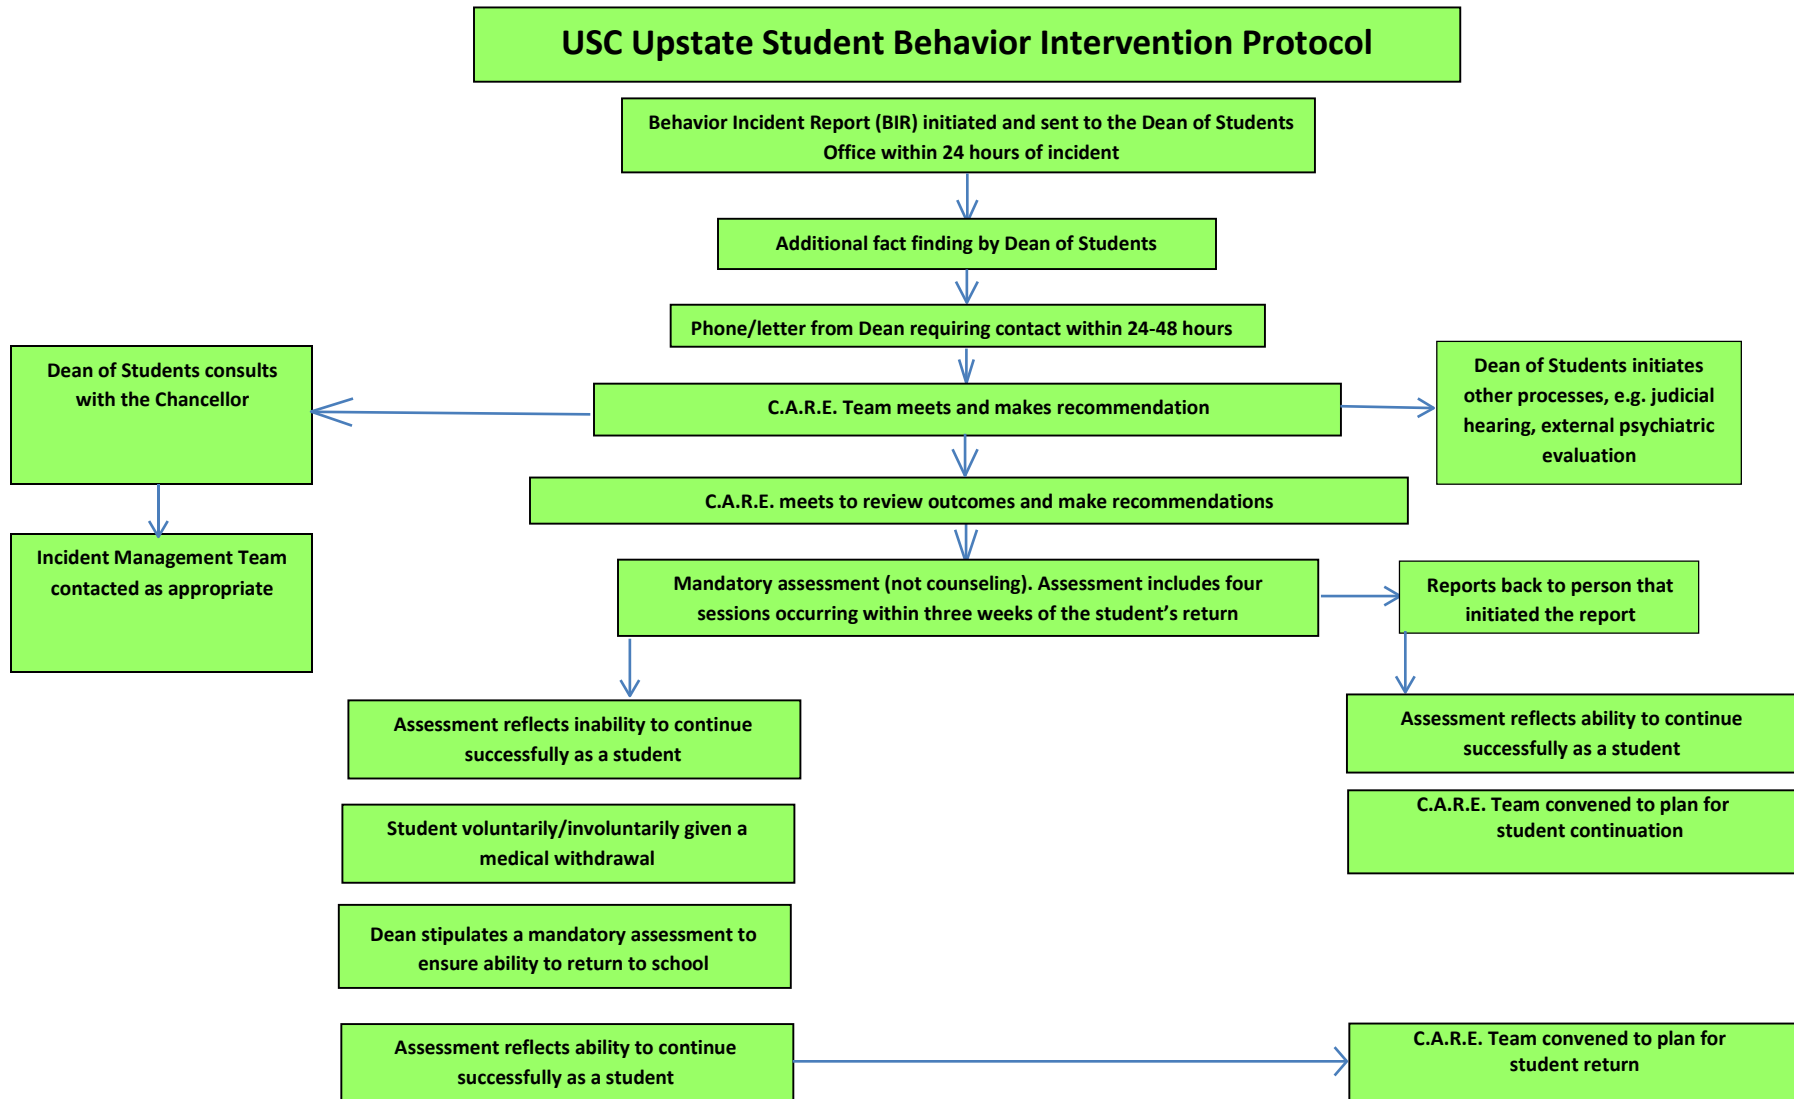 USC Upstate Student Behavior Intervention Protocol
Behavior Incident Report (BIR) initiated and sent to the Dean of Students
Office within 24 hours of incident
Additional fact finding by Dean of Students
Phone/letter from Dean requiring contact within 24-48 hours
Dean of Students consults
with the Chancellor
C.A.R.E. Team meets and makes recommendation
Dean of Students initiates
other processes, e.g. judicial
hearing, external psychiatric
evaluation
C.A.R.E. meets to review outcomes and make recommendations
Incident Management Team
contacted as appropriate
Mandatory assessment (not counseling). Assessment includes four
sessions occurring within three weeks of the student’s return
Reports back to person that
initiated the report
Assessment reflects inability to continue
successfully as a student
Assessment reflects ability to continue
successfully as a student
Student voluntarily/involuntarily given a
medical withdrawal
C.A.R.E. Team convened to plan for
student continuation
Dean stipulates a mandatory assessment to
ensure ability to return to school
Assessment reflects ability to continue
successfully as a student
C.A.R.E. Team convened to plan for
student return